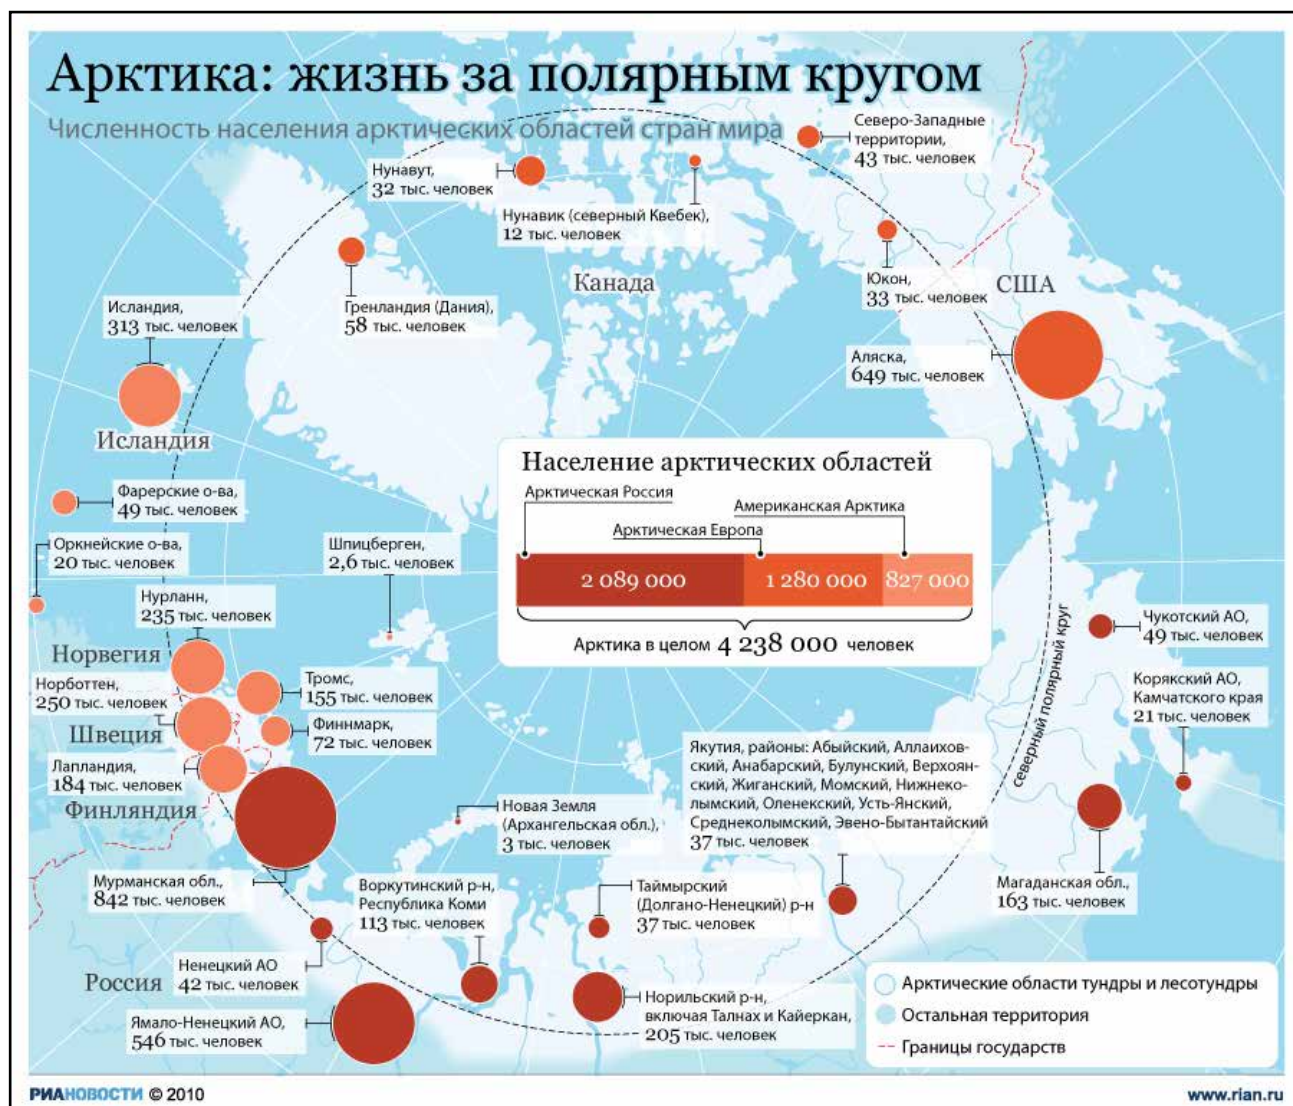 Арктика: жизнь за полярным кругом
Численность населения арктических областей стран мира
Северо-Западные
территории,
43 тыс. человек
Нунавут,
32 тыс. человек
Нунавик (северный Квебек),
12 тыс. человек
Канада
Юкон,
33 тыс. человек
США
Исландия,
313 тыс. человек
Гренландия (Дания),
58 тыс. человек
Аляска,
649 тыс. человек
Исландия
Население арктических областей
Арктическая Россия
Американская Арктика
Арктическая Европа
2 089 000
1 280 000
827 000
Арктика в целом 4 238 000 человек
Фарерские о-ва,
49 тыс. человек
Оркнейские о-ва,
20 тыс. человек
Шпицберген,
2,6 тыс. человек
Нурланн,
235 тыс. человек
Норвегия
Норботтен,
250 тыс. человек
Тромс,
155 тыс. человек
Швеция
Финнмарк,
72 тыс. человек
Лапландия,
184 тыс. человек
Финляндия
северный полярный круг
Чукотский АО,
49 тыс. человек
Корякский АО,
Камчатского края
21 тыс. человек
Якутия, районы: Абыйский, Аллаихов-
ский, Анабарский, Булунский, Верхоян-
ский, Жиганский, Момский, Нижнеко-
лымский, Оленекский, Усть-Янский,
Среднеколымский, Эвено-Бытантайский
37 тыс. человек
Новая Земля
(Архангельская обл.),
3 тыс. человек
Мурманская обл.,
842 тыс. человек
Воркутинский р-н,
Республика Коми
113 тыс. человек
Таймырский
(Долгано-Ненецкий) р-н
37 тыс. человек
Магаданская обл.,
163 тыс. человек
Россия
Ненецкий АО
42 тыс. человек
Ямало-Ненецкий АО,
546 тыс. человек
Норильский р-н,
включая Талнах и Кайеркан,
205 тыс. человек
Арктические области тундры и лесотундры
Остальная территория
Границы государств
РИАНОВОСТИ © 2010
www.rian.ru